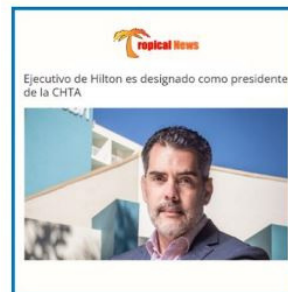 Tropical News
Ejecutivo de Hilton es designado como presidente
de la CHTA